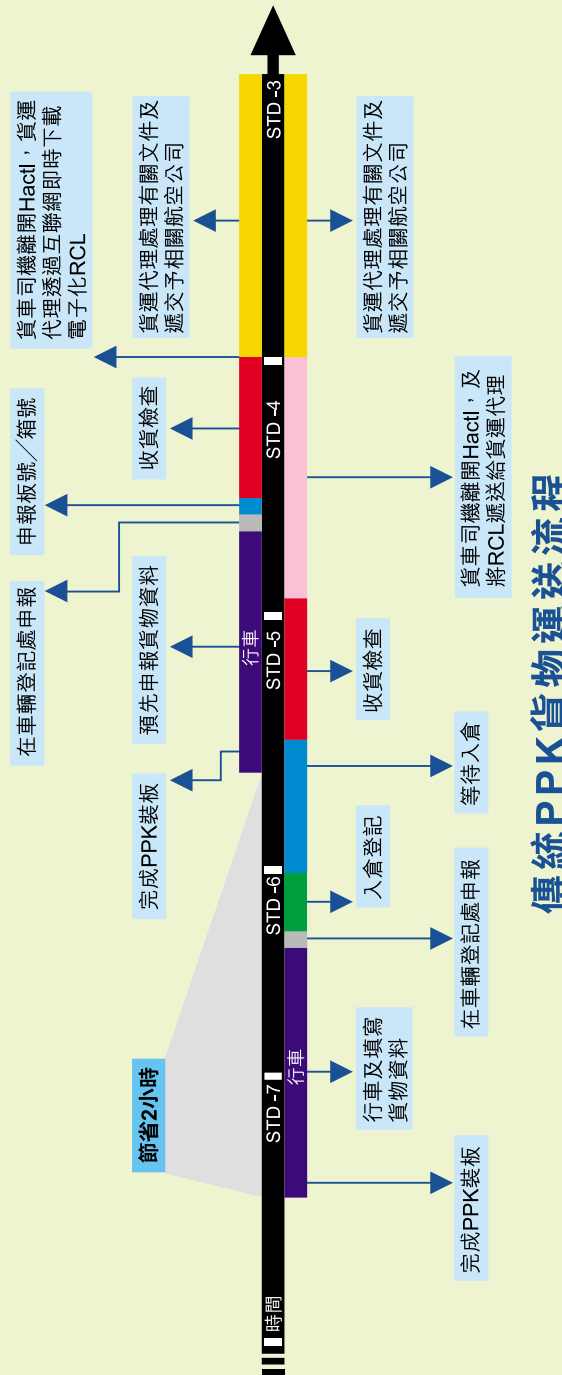 貨車司機離開Hactl，貨運
代理透過互聯網即時下載
電子化RCL
申報板號／箱號
在車輛登記處申報
貨運代理處理有關文件及
遞交予相關航空公司
收貨檢查
預先申報貨物資料
完成PPK裝板
節省2小時
行車
時間
STD -7
STD -6
STD -5
STD -4
STD -3
行車
行車及填寫
貨物資料
入倉登記
收貨檢查
貨運代理處理有關文件及
遞交予相關航空公司
完成PPK裝板
在車輛登記處申報
等待入倉
貨車司機離開Hactl，及
將RCL遞送給貨運代理
傳統PPK貨物運送流程